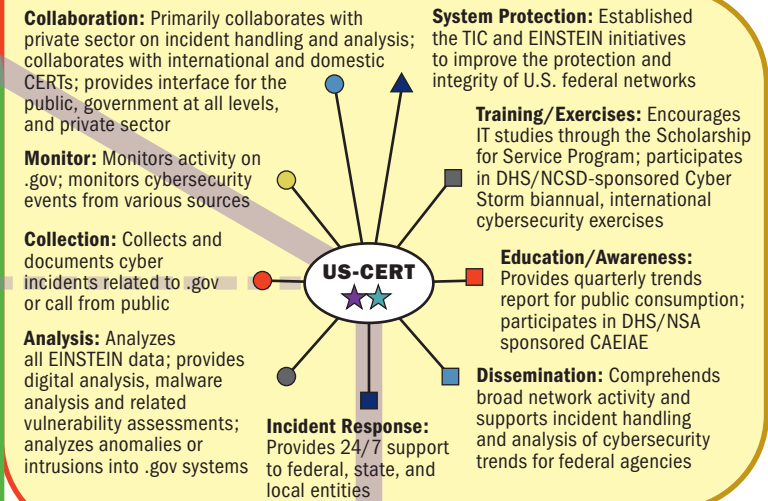 Collaboration: Primarily collaborates with
private sector on incident handling and analysis;
collaborates with international and domestic
CERTs; provides interface for the
public, government at all levels,
and private sector
System Protection: Established
the TIC and EINSTEIN initiatives
to improve the protection and
integrity of U.S. federal networks
Monitor: Monitors activity on
.gov; monitors cybersecurity
events from various sources
Training/Exercises: Encourages
IT studies through the Scholarship
for Service Program; participates
in DHS/NCSD-sponsored Cyber
Storm biannual, international
cybersecurity exercises
Collection: Collects and
documents cyber
incidents related to .gov
or call from public
US-CERT
Education/Awareness:
Provides quarterly trends
report for public consumption;
participates in DHS/NSA
sponsored CAEIAE
Analysis: Analyzes
all EINSTEIN data; provides
digital analysis, malware
analysis and related
vulnerability assessments;
analyzes anomalies or
intrusions into .gov systems
Incident Response:
Provides 24/7 support
to federal, state, and
local entities
Dissemination: Comprehends
broad network activity and
supports incident handling
and analysis of cybersecurity
trends for federal agencies